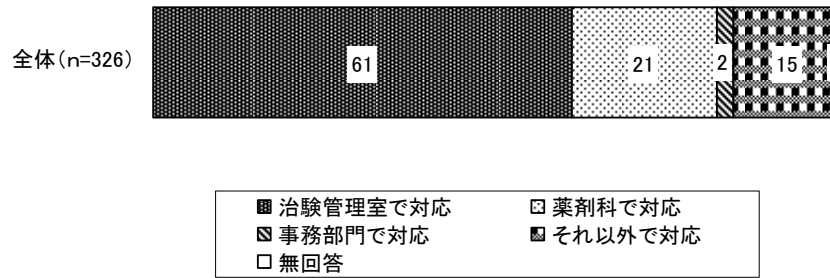 全体(n=326)
61 21 2 15
治験管理室で対応 薬剤科で対応
事務部門で対応 それ以外で対応
無回答